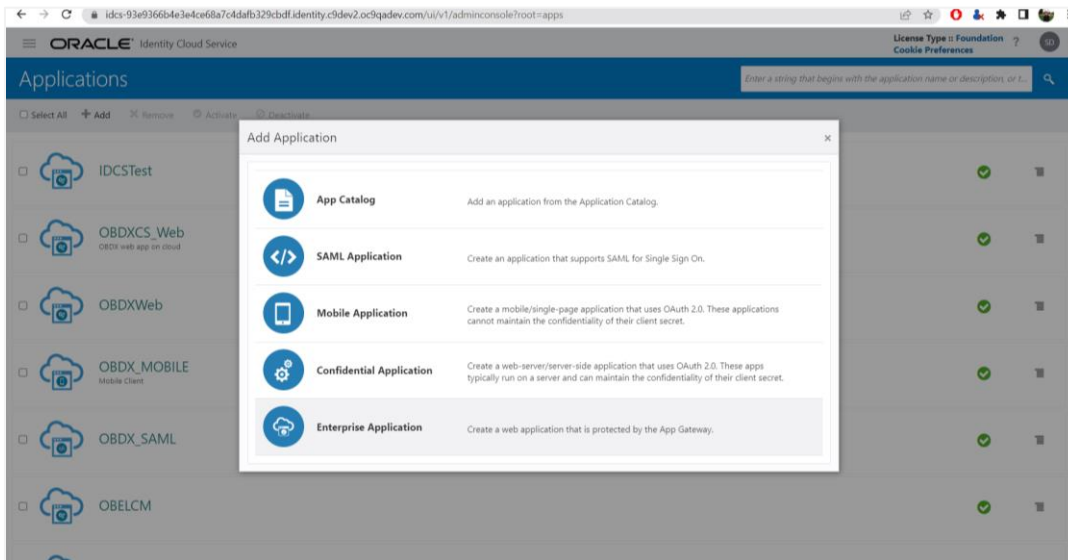 idcs-93e9366b4e3e4ce68a7c4dafb329cbdf.identity.c9dev2.oc9qadev.com/ui/v1/adminconsole?root=apps
ORACLE® Identity Cloud Service
License Type :: Foundation
Cookie Preferences
?
SD
Applications
Enter a string that begins with the application name or description, or t...
Select All + Add Remove Activate Deactivate
Add Application
IDCSTest
App Catalog
Add an application from the Application Catalog.
OBDXCS_Web
OBDX web app on cloud
SAML Application
Create an application that supports SAML for Single Sign On.
OBDXWeb
Mobile Application
Create a mobile/single-page application that uses OAuth 2.0. These applications
cannot maintain the confidentiality of their client secret.
OBDX_MOBILE
Mobile Client
Confidential Application
Create a web-server/server-side application that uses OAuth 2.0. These apps
typically run on a server and can maintain the confidentiality of their client secret.
OBDX_SAML
Enterprise Application
Create a web application that is protected by the App Gateway.
OBELCM